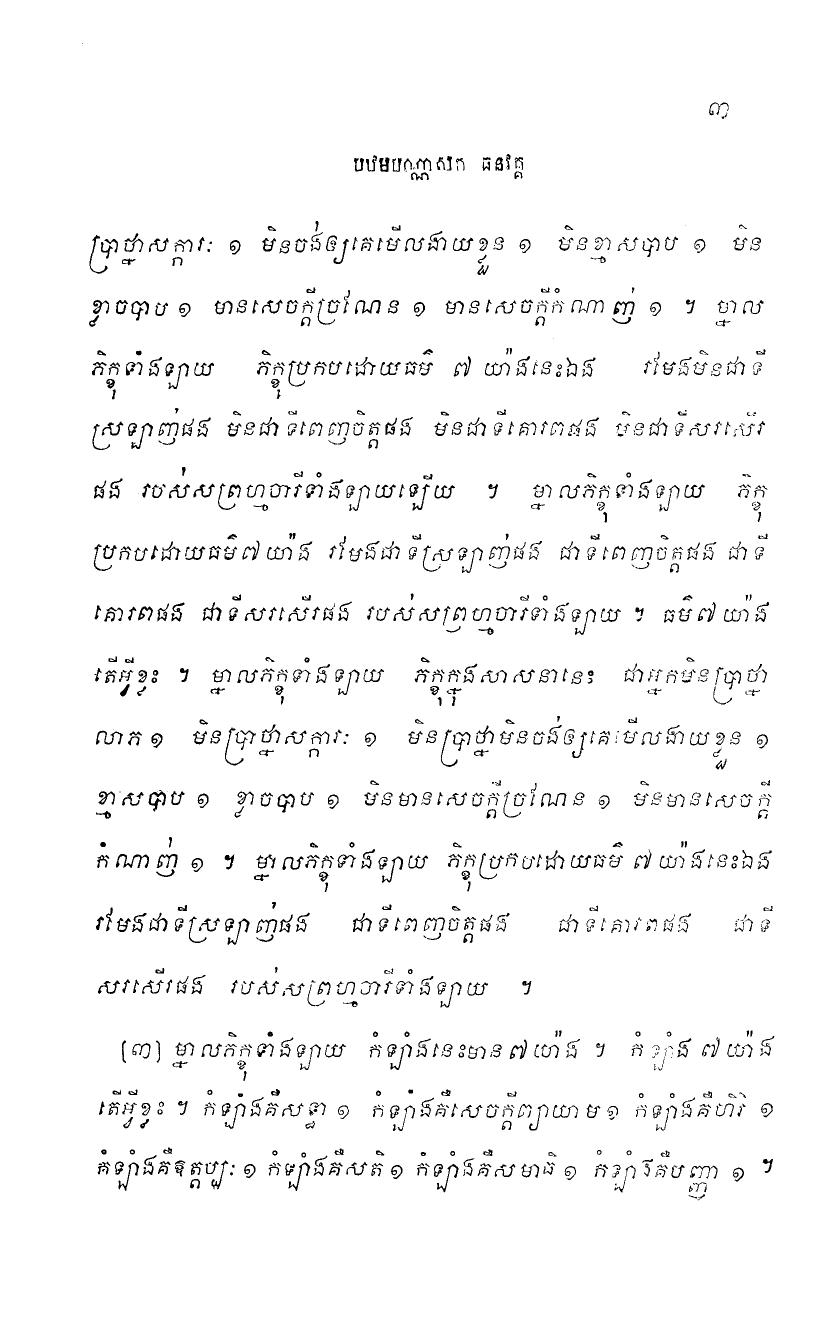 ៣
បឋមបណ្ណាសក ធនវគ្គ
ប្រាថ្នាសក្ការៈ ១ មិនចង់ឲ្យគេមើលងាយខ្លួន ១ មិនខ្មាសបាប ១ មិន
ខ្លាចបាប ១ មានសេចក្តីច្រណែន ១ មានសេចក្តីកំណាញ់ ១ ។ ម្នាល
ភិក្ខុទាំងឡាយ ភិក្ខុប្រកបដោយធម៌ ៧ យ៉ាងនេះឯង រមែងមិនជាទី
ស្រឡាញ់ផង មិនជាទីពេញចិត្តផង មិនជាទីគោរពផង មិនជាទីសរសើរ
ផង របស់សព្រហ្មចារីទាំងឡាយឡើយ ។ ម្នាលភិក្ខុទាំងឡាយ ភិក្ខុ
ប្រកបដោយធម៌៧យ៉ាង រមែងជាទីស្រឡាញ់ផង ជាទីពេញចិត្តផង ជាទី
គោរពផង ជាទីសរសើរផង របស់សព្រហ្មចារីទាំងឡាយ ។ ធម៌៧យ៉ាង
តើអ្វីខ្លះ ។ ម្នាលភិក្ខុទាំងឡាយ ភិក្ខុក្នុងសាសនានេះ ជាអ្នកមិនប្រាថ្នា
លាភ ១ មិនប្រាថ្នាសក្ការៈ ១ មិនប្រាថ្នាមិនចង់ឲ្យគេមើលងាយខ្លួន ១
ខ្មាសបាប ១ ខ្លាចបាប ១ មិនមានសេចក្តីច្រណែន ១ មិនមានសេចក្តី
កំណាញ់ ១ ។ ម្នាលភិក្ខុទាំងឡាយ ភិក្ខុប្រកបដោយធម៌ ៧ យ៉ាងនេះឯង
រមែងជាទីស្រឡាញ់ផង ជាទីពេញចិត្តផង ជាទីគោរពផង ជាទី
សរសើរផង របស់សព្រហ្មចារីទាំងឡាយ ។
(៣) ម្នាលភិក្ខុទាំងឡាយ កំឡាំងនេះមាន៧យ៉ាង ។ កំឡាំង ៧យ៉ាង
តើអ្វីខ្លះ ។ កំឡាំងគឺសទ្ធា ១ កំឡាំងគឺសេចក្តីព្យាយាម១ កំឡាំងគឺហិរិ ១
កំឡាំងគឺឱត្តប្បៈ ១ កំឡាំងគឺសតិ ១ កំឡាំងគឺសមាធិ ១ កំឡាំងគឺបញ្ញា ១ ។